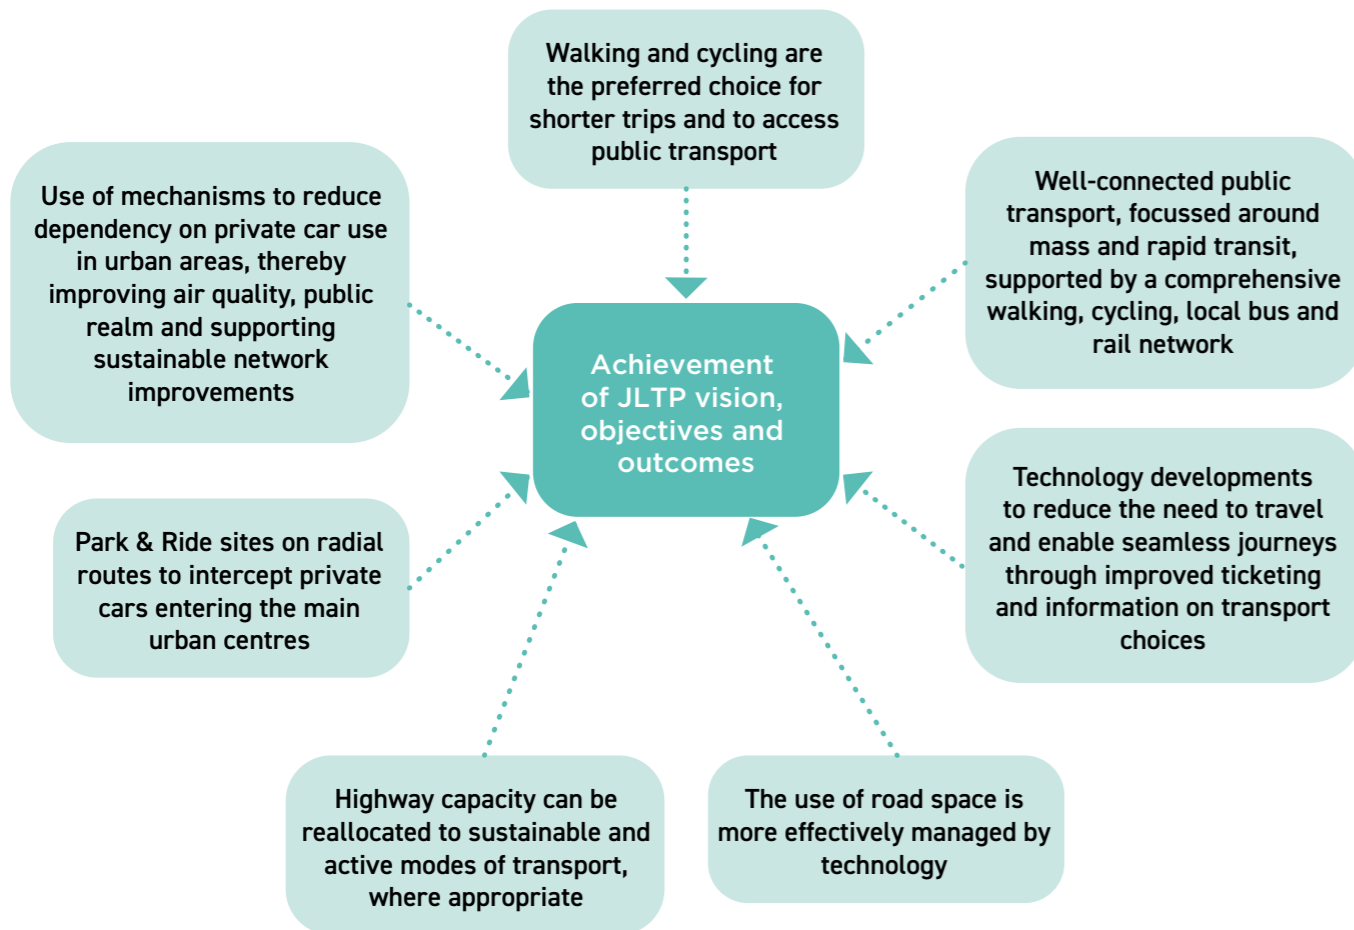 Walking and cycling are
the preferred choice for
shorter trips and to access
public transport
Use of mechanisms to reduce
dependency on private car use
in urban areas, thereby
improving air quality, public
realm and supporting
sustainable network
improvements
Well-connected public
transport, focussed around
mass and rapid transit,
supported by a comprehensive
walking, cycling, local bus and
rail network
Achievement
of JLTP vision,
objectives and
outcomes
Park & Ride sites on radial
routes to intercept private
cars entering the main
urban centres
Technology developments
to reduce the need to travel
and enable seamless journeys
through improved ticketing
and information on transport
choices
Highway capacity can be
reallocated to sustainable and
active modes of transport,
where appropriate
The use of road space is
more effectively managed by
technology